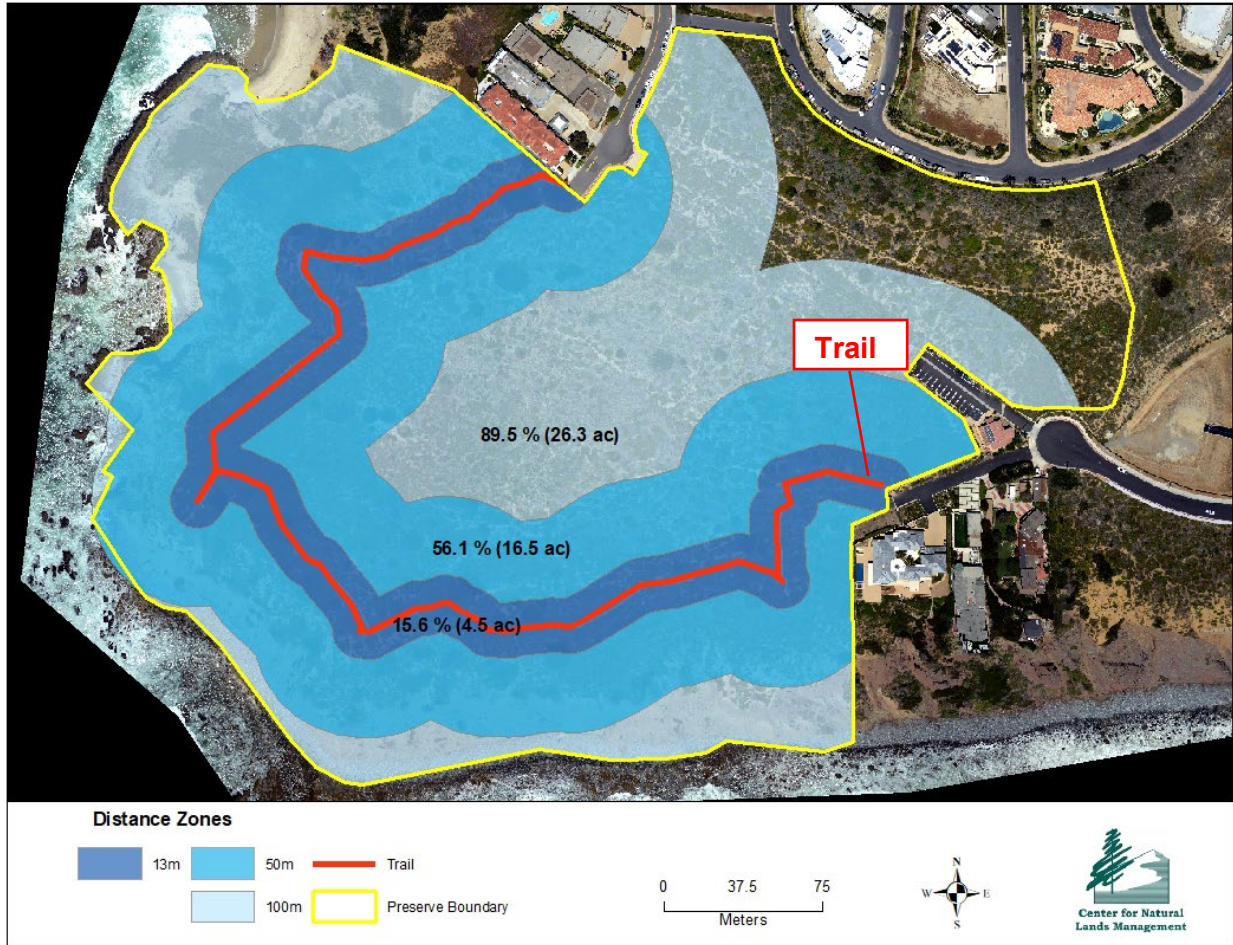 Trail
89.5 % (26.3 ac)
56.1 % (16.5 ac)
15.6 % (4.5 ac)
Distance Zones
13m
50m
Trail
100m
Preserve Boundary
0 37.5 75
Meters
N
W E
S
Center for Natural
Lands Management